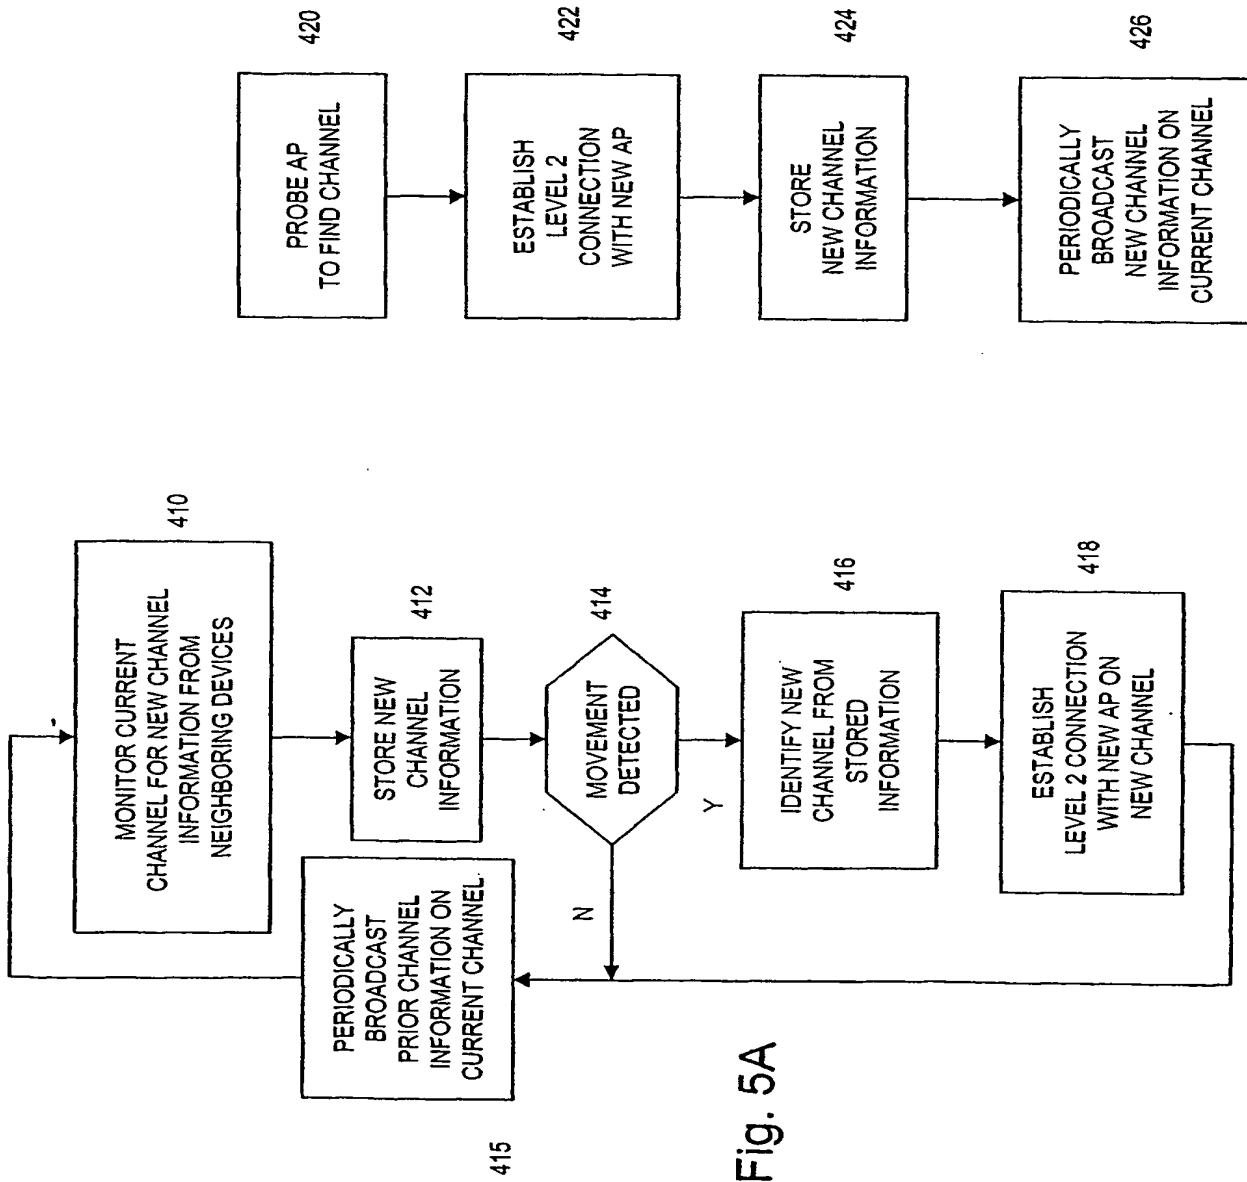 410
MONITOR CURRENT
CHANNEL FOR NEW CHANNEL
INFORMATION FROM
NEIGHBORING DEVICES
412
STORE NEW
CHANNEL
INFORMATION
414
MOVEMENT
DETECTED
N
Y
415
PERIODICALLY
BROADCAST
PRIOR CHANNEL
INFORMATION ON
CURRENT CHANNEL
416
IDENTIFY NEW
CHANNEL FROM
STORED
INFORMATION
418
ESTABLISH
LEVEL 2 CONNECTION
WITH NEW AP ON
NEW CHANNEL
Fig. 5A
420
PROBE AP
TO FIND CHANNEL
422
ESTABLISH
LEVEL 2
CONNECTION
WITH NEW AP
424
STORE
NEW CHANNEL
INFORMATION
426
PERIODICALLY
BROADCAST
NEW CHANNEL
INFORMATION ON
CURRENT CHANNEL